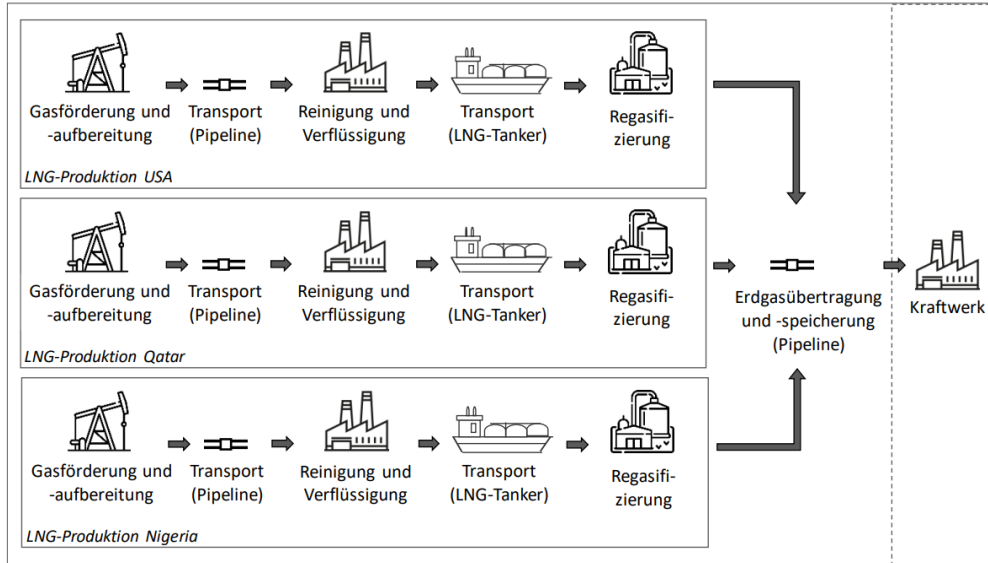 Gasförderung und
-aufbereitung
Transport
(Pipeline)
Reinigung und
Verflüssigung
Transport
(LNG-Tanker)
Regasifi-
zierung
LNG-Produktion USA
Gasförderung und
-aufbereitung
Transport
(Pipeline)
Reinigung und
Verflüssigung
Transport
(LNG-Tanker)
Regasifi-
zierung
LNG-Produktion Qatar
Gasförderung und
-aufbereitung
Transport
(Pipeline)
Reinigung und
Verflüssigung
Transport
(LNG-Tanker)
Regasifi-
zierung
LNG-Produktion Nigeria
Erdgasübertragung
und -speicherung
(Pipeline)
Kraftwerk